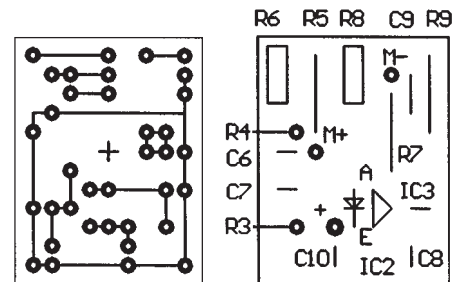 R6 R5 R8 C9 R9
M-
R4 M+
C6 R7
A
C7 IC3
+
R3 E
C10 IC2 C8